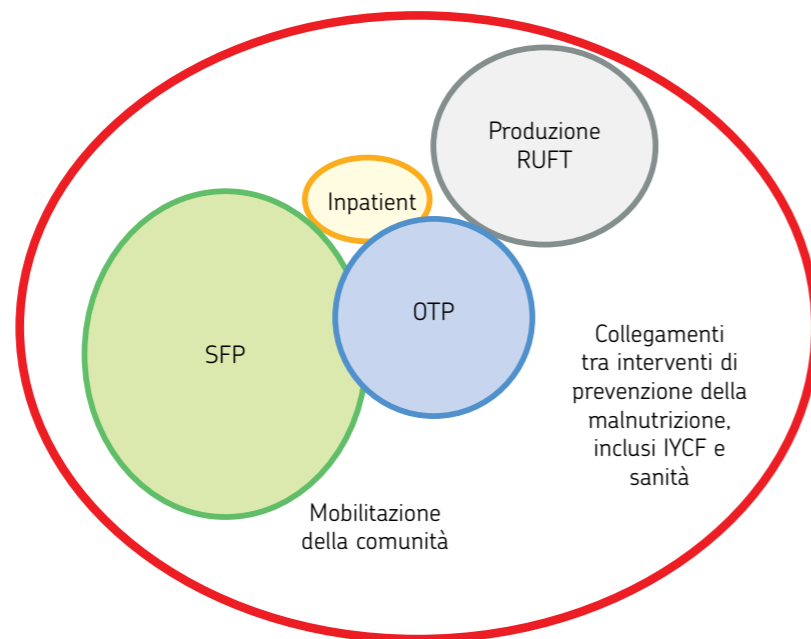 Produzione
RUFT
Inpatient
OTP
SFP
Collegamenti
tra interventi di
prevenzione della
malnutrizione,
inclusi IYCF e
sanità
Mobilitazione
della comunità